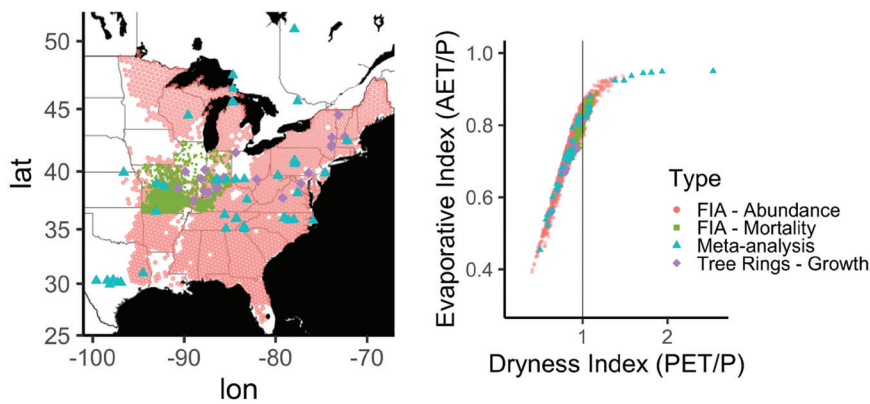 50
45
40
35
30
25
-100
-90
-80
-70
lat
lon
1.0
0.8
0.6
0.4
1
2
Evaporative Index (AET/P)
Dryness Index (PET/P)
Type
FIA - Abundance
FIA - Mortality
Meta-analysis
Tree Rings - Growth